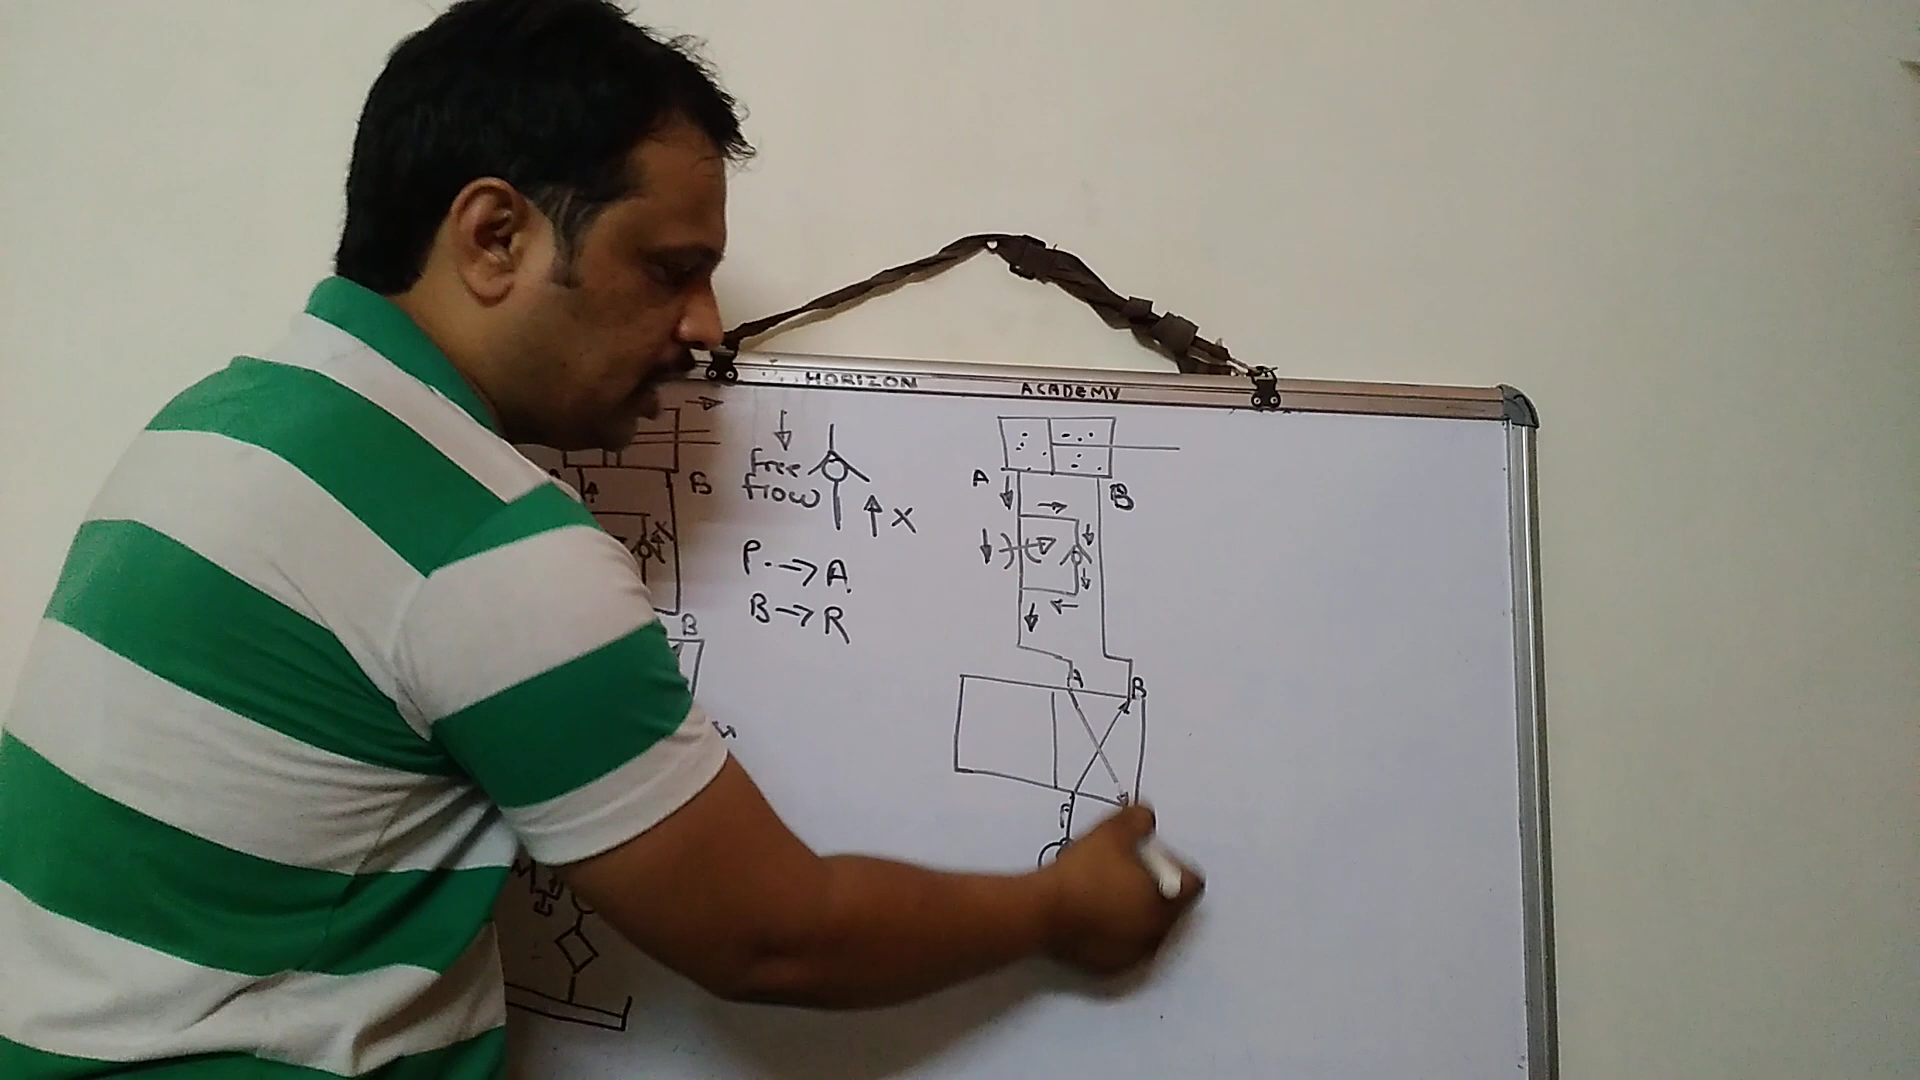 HORIZON ACADEMY
A
B
Free
flow
X
P. → A.
B → R
B
A
B
A
B
P